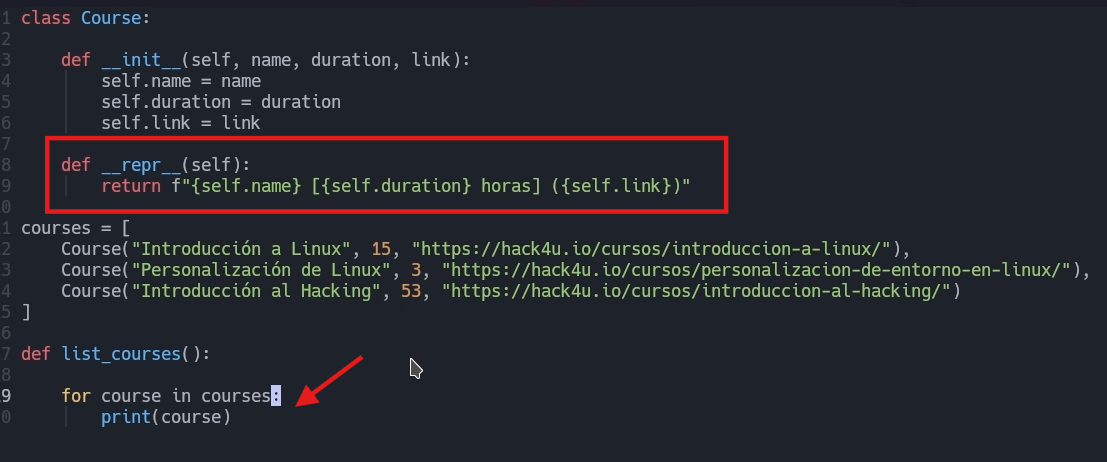 1 class Course:
2
3     def __init__(self, name, duration, link):
4         self.name = name
5         self.duration = duration
6         self.link = link
7
8     def __repr__(self):
9         return f"{self.name} [{self.duration} horas] ({self.link})"
0
1 courses = [
2     Course("Introducción a Linux", 15, "https://hack4u.io/cursos/introduccion-a-linux/"),
3     Course("Personalización de Linux", 3, "https://hack4u.io/cursos/personalizacion-de-entorno-en-linux/"),
4     Course("Introducción al Hacking", 53, "https://hack4u.io/cursos/introduccion-al-hacking/")
5 ]
6
7 def list_courses():
8
9     for course in courses:
0         print(course)